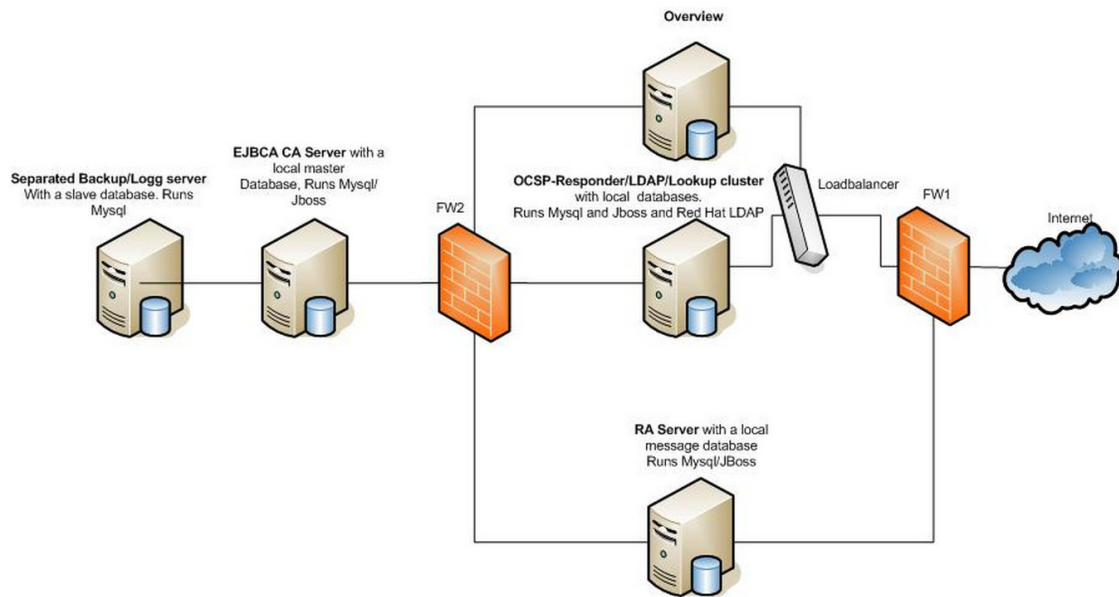 Overview
EJBCA CA Server with a
local master
Database, Runs Mysql/
Jboss
Separated Backup/Logg server
With a slave database. Runs
Mysql
OCSP-Responder/LDAP/Lookup cluster
with local databases.
Runs Mysql and Jboss and Red Hat LDAP
Loadbalancer
FW2
FW1
Internet
RA Server with a local
message database
Runs Mysql/JBoss